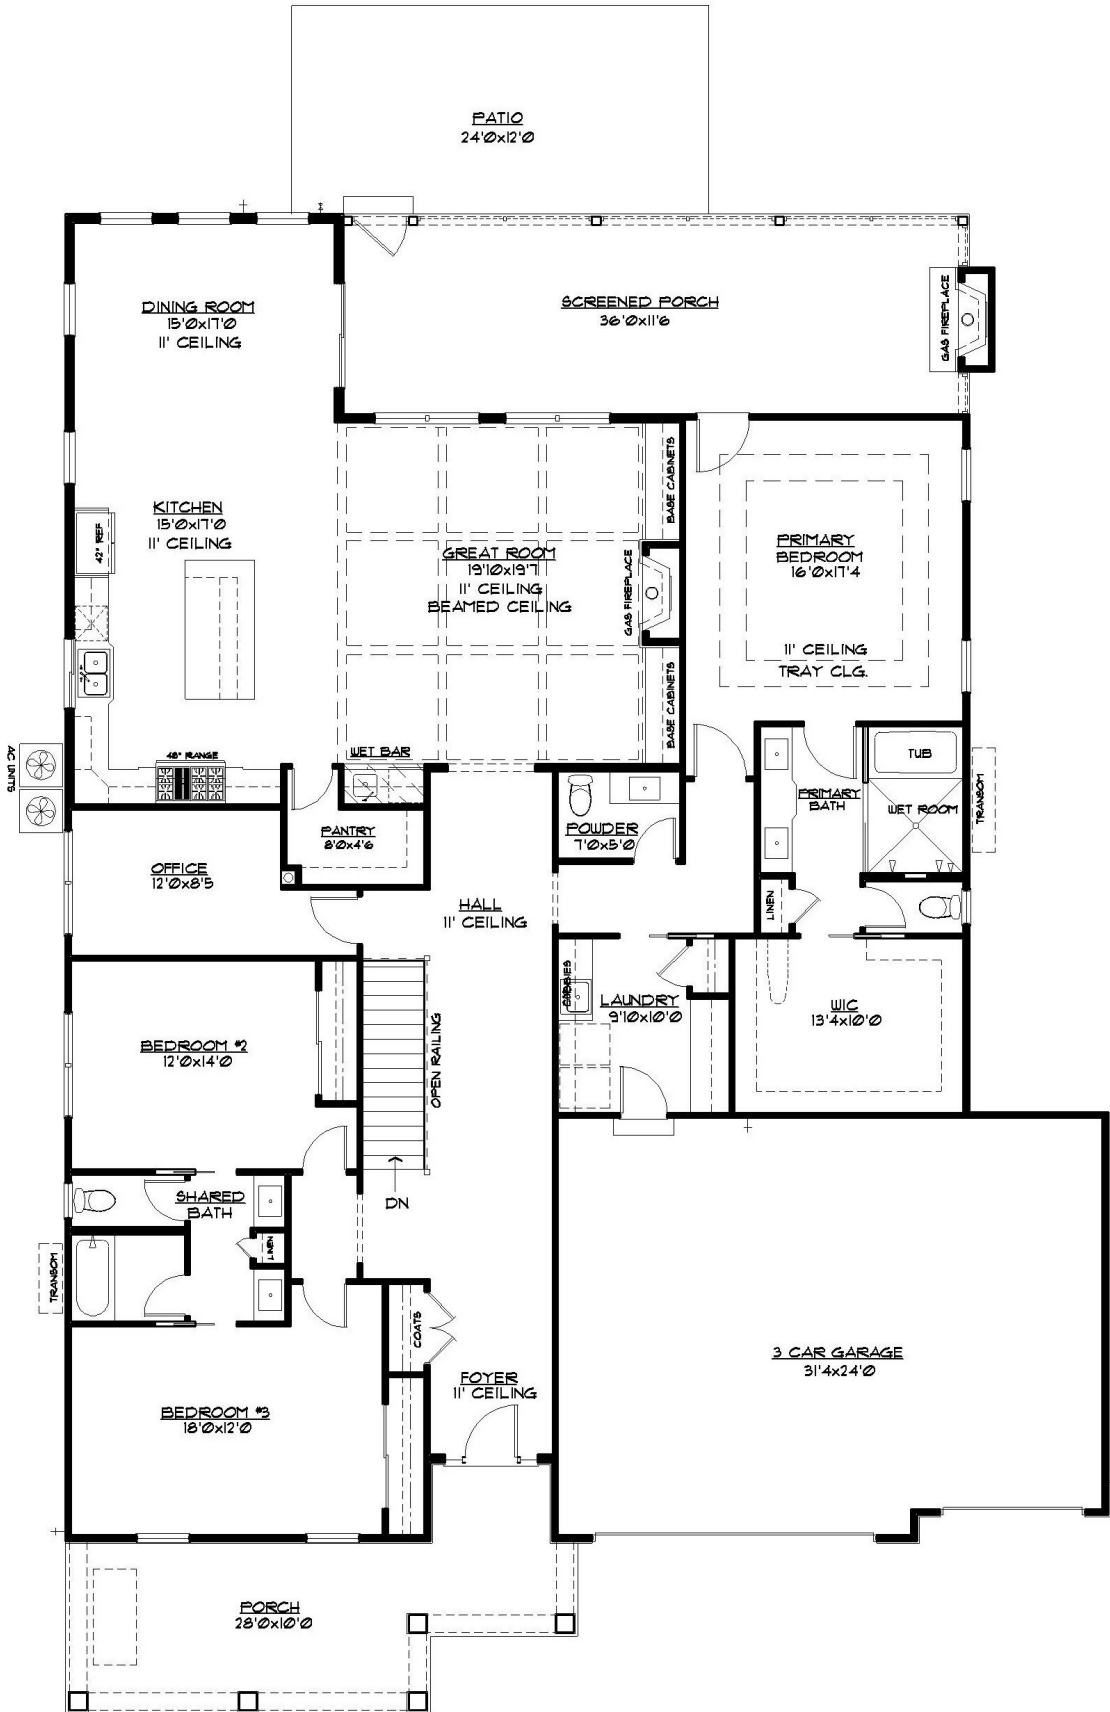 PATIO
24'0x12'0
SCREENED PORCH
36'0x11'6
GAS FIREPLACE
DINING ROOM
15'0x17'0
11' CEILING
KITCHEN
15'0x17'0
11' CEILING
42" REF
GREAT ROOM
19'10x19'7
11' CEILING
BEAMED CEILING
BASE CABINETS
GAS FIREPLACE
BASE CABINETS
PRIMARY
BEDROOM
16'0x17'4
11' CEILING
TRAY CLG.
AC UNITS
48" RANGE
WET BAR
PANTRY
8'0x4'6
POWDER
7'0x5'0
PRIMARY
BATH
TUB
WET ROOM
TRANSOM
OFFICE
12'0x8'5
HALL
11' CEILING
LINEN
CUBBIES
LAUNDRY
9'10x10'0
WIC
13'4x10'0
BEDROOM #2
12'0x14'0
OPEN RAILING
DN
SHARED
BATH
LINEN
TRANSOM
COATS
FOYER
11' CEILING
3 CAR GARAGE
31'4x24'0
BEDROOM #3
18'0x12'0
PORCH
28'0x10'0